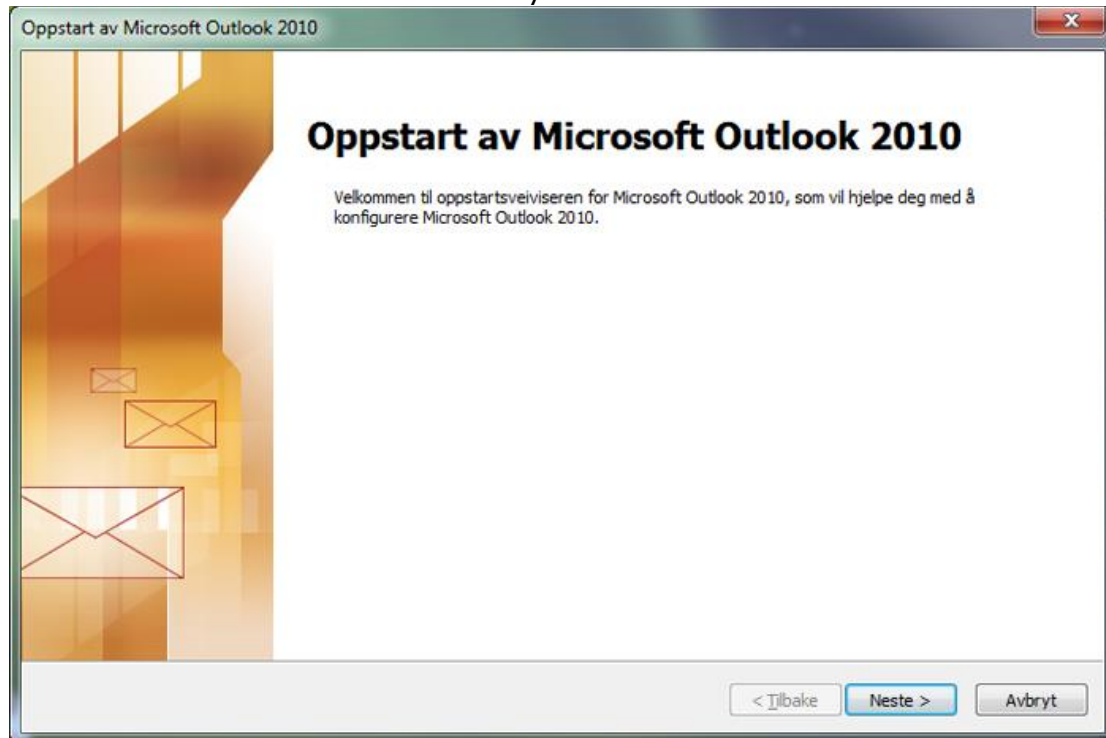 Oppstart av Microsoft Outlook 2010
Oppstart av Microsoft Outlook 2010
Velkommen til oppstartsveiviseren for Microsoft Outlook 2010, som vil hjelpe deg med å
konfigurere Microsoft Outlook 2010.
< Tilbake Neste > Avbryt